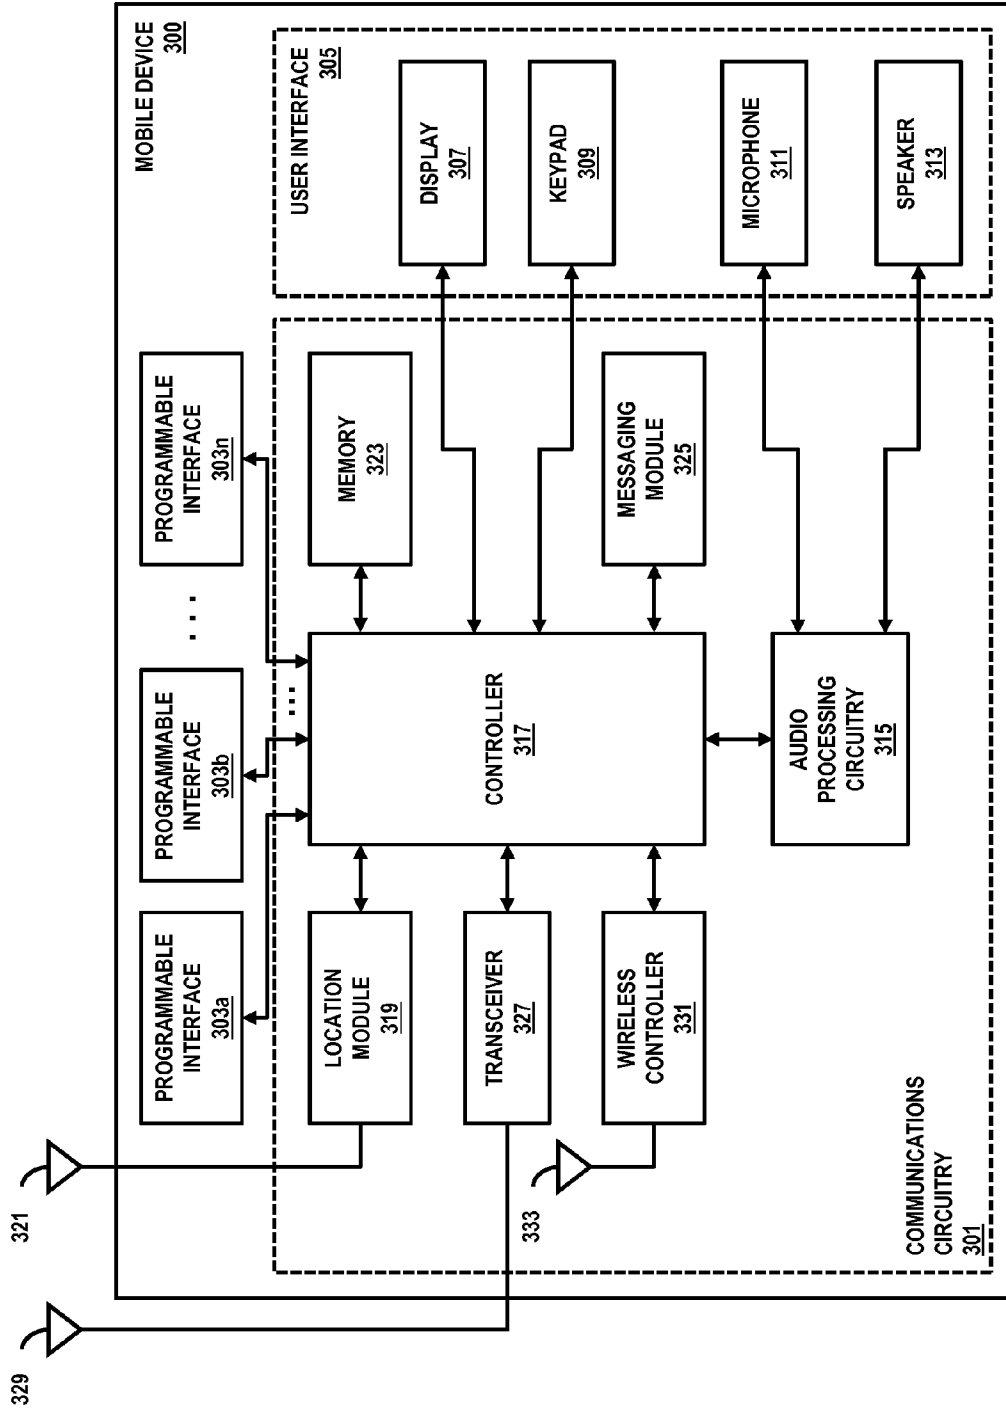 MOBILE DEVICE
300
329
321
PROGRAMMABLE
INTERFACE
303a
PROGRAMMABLE
INTERFACE
303b
. . .
PROGRAMMABLE
INTERFACE
303n
...
USER INTERFACE
305
LOCATION
MODULE
319
MEMORY
323
DISPLAY
307
TRANSCEIVER
327
CONTROLLER
317
KEYPAD
309
333
WIRELESS
CONTROLLER
331
MESSAGING
MODULE
325
MICROPHONE
311
AUDIO
PROCESSING
CIRCUITRY
315
SPEAKER
313
COMMUNICATIONS
CIRCUITRY
301